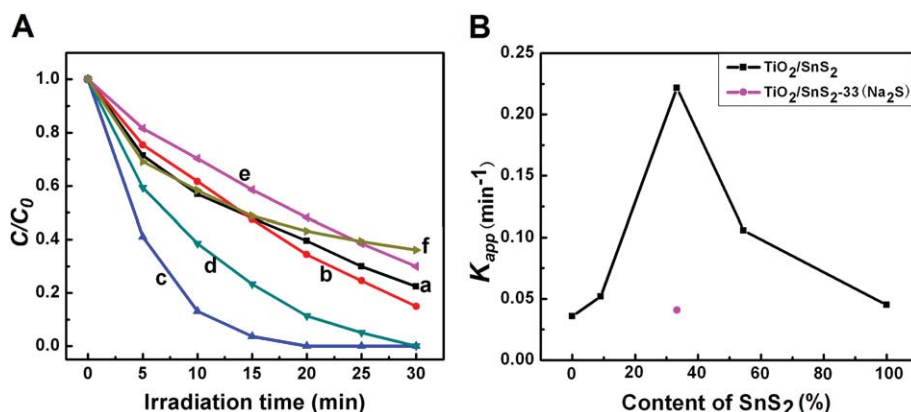 A
C/C₀
1.0
0.8
0.6
0.4
0.2
0.0
e
f
d
b
a
c
0 5 10 15 20 25 30
Irradiation time (min)
B
K_app (min⁻¹)
0.25
0.20
0.15
0.10
0.05
0.00
TiO₂/SnS₂
TiO₂/SnS₂-33 (Na₂S)
0 20 40 60 80 100
Content of SnS₂ (%)